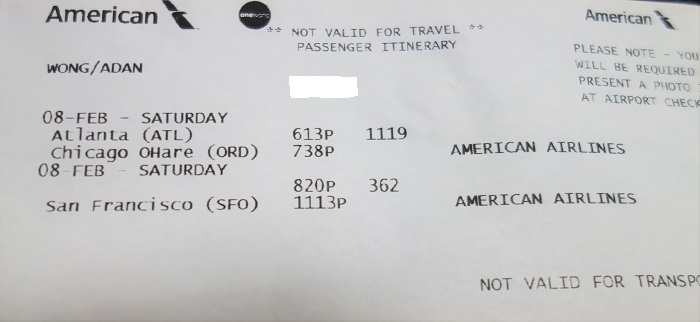 American
oneworld
American
** NOT VALID FOR TRAVEL **
PASSENGER ITINERARY
PLEASE NOTE - YOU
WILL BE REQUIRED
PRESENT A PHOTO
AT AIRPORT CHECK
WONG/ADAN
08-FEB - SATURDAY
Atlanta (ATL) 613P 1119
Chicago OHare (ORD) 738P AMERICAN AIRLINES
08-FEB - SATURDAY
820P 362
San Francisco (SFO) 1113P AMERICAN AIRLINES
NOT VALID FOR TRANSPO